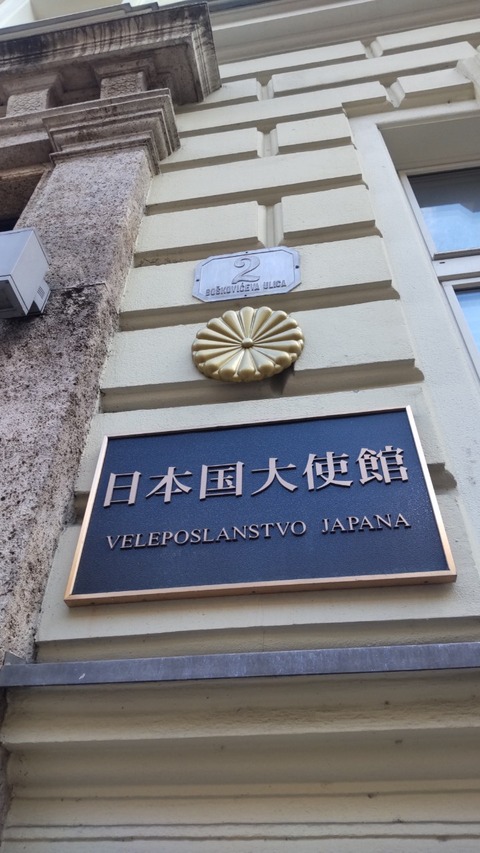 2
BOŠKOVIĆEVA ULICA
日本国大使館
VELEPOSLANSTVO JAPANA